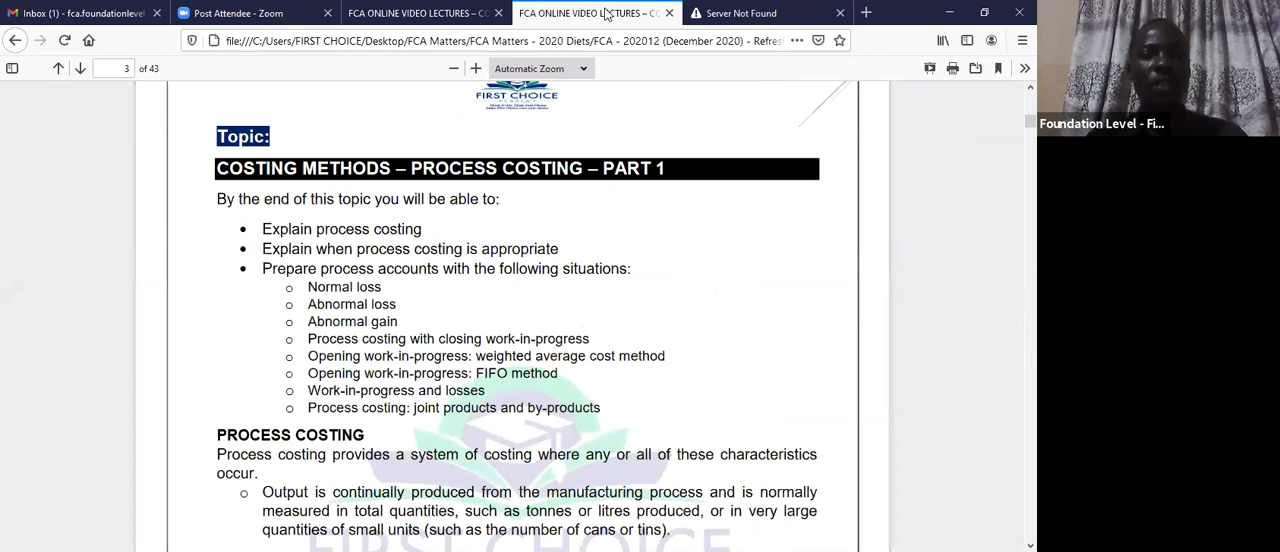 Inbox (1) - fca.foundationlevel
Post Attendee - Zoom
FCA ONLINE VIDEO LECTURES – CC
FCA ONLINE VIDEO LECTURES – CC
Server Not Found
file:///C:/Users/FIRST CHOICE/Desktop/FCA Matters/FCA Matters - 2020 Diets/FCA - 202012 (December 2020) - Refres
3 of 43
Automatic Zoom
FIRST CHOICE
Foundation Level - Fi...
Topic:
COSTING METHODS – PROCESS COSTING – PART 1
By the end of this topic you will be able to:
• Explain process costing
• Explain when process costing is appropriate
• Prepare process accounts with the following situations:
o Normal loss
o Abnormal loss
o Abnormal gain
o Process costing with closing work-in-progress
o Opening work-in-progress: weighted average cost method
o Opening work-in-progress: FIFO method
o Work-in-progress and losses
o Process costing: joint products and by-products
PROCESS COSTING
Process costing provides a system of costing where any or all of these characteristics
occur.
o Output is continually produced from the manufacturing process and is normally
measured in total quantities, such as tonnes or litres produced, or in very large
quantities of small units (such as the number of cans or tins).
FIRST CHOICE